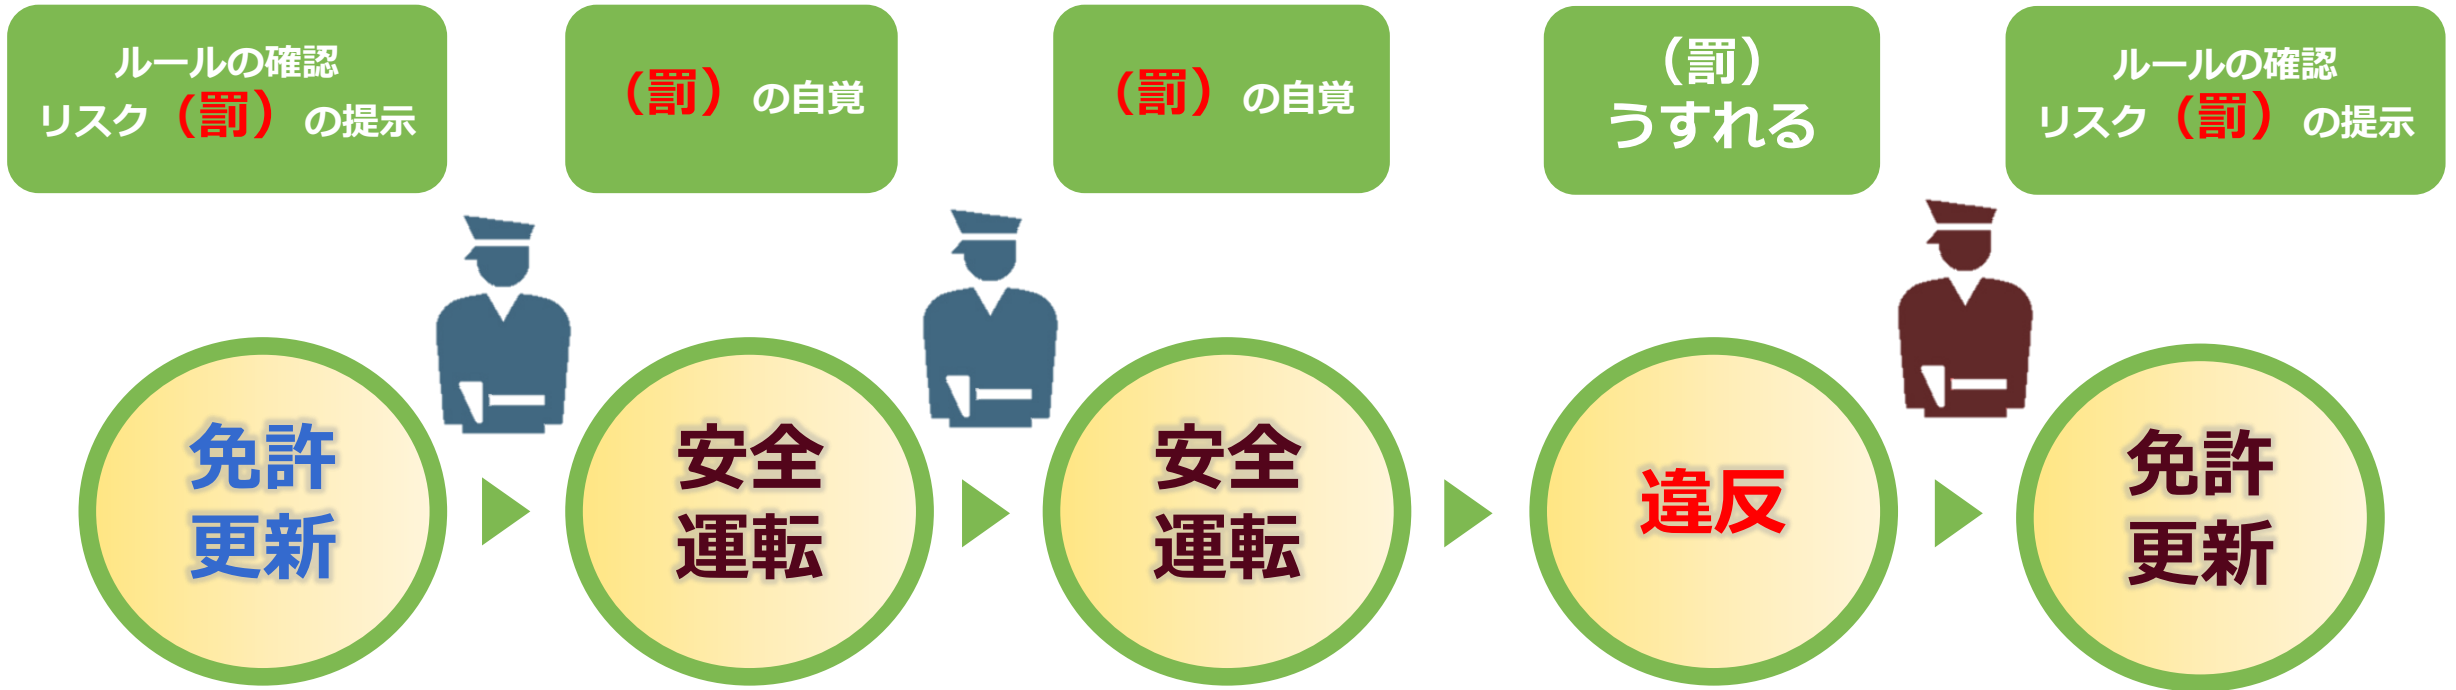 ルールの確認
リスク（罰）の提示
（罰）の自覚
（罰）の自覚
（罰）
うすれる
ルールの確認
リスク（罰）の提示
免許
更新
安全
運転
安全
運転
違反
免許
更新